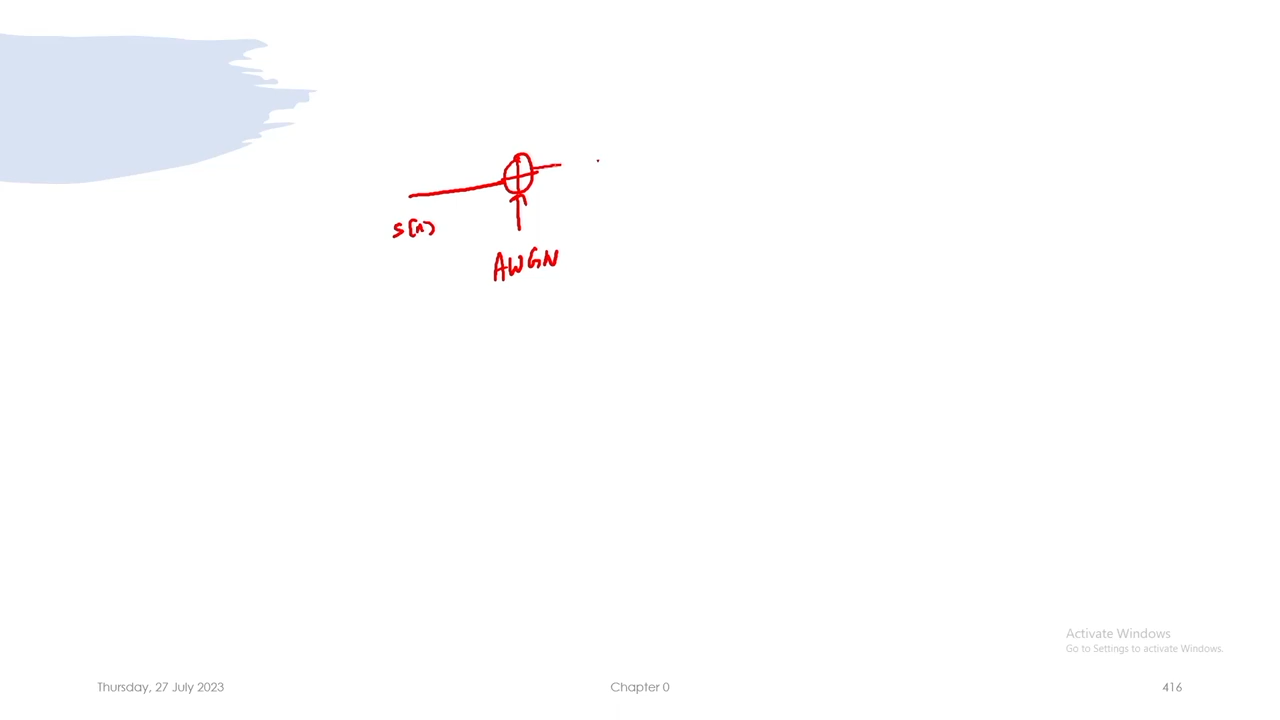 s[n]
AWGN
Activate Windows
Go to Settings to activate Windows.
Thursday, 27 July 2023
Chapter 0
416